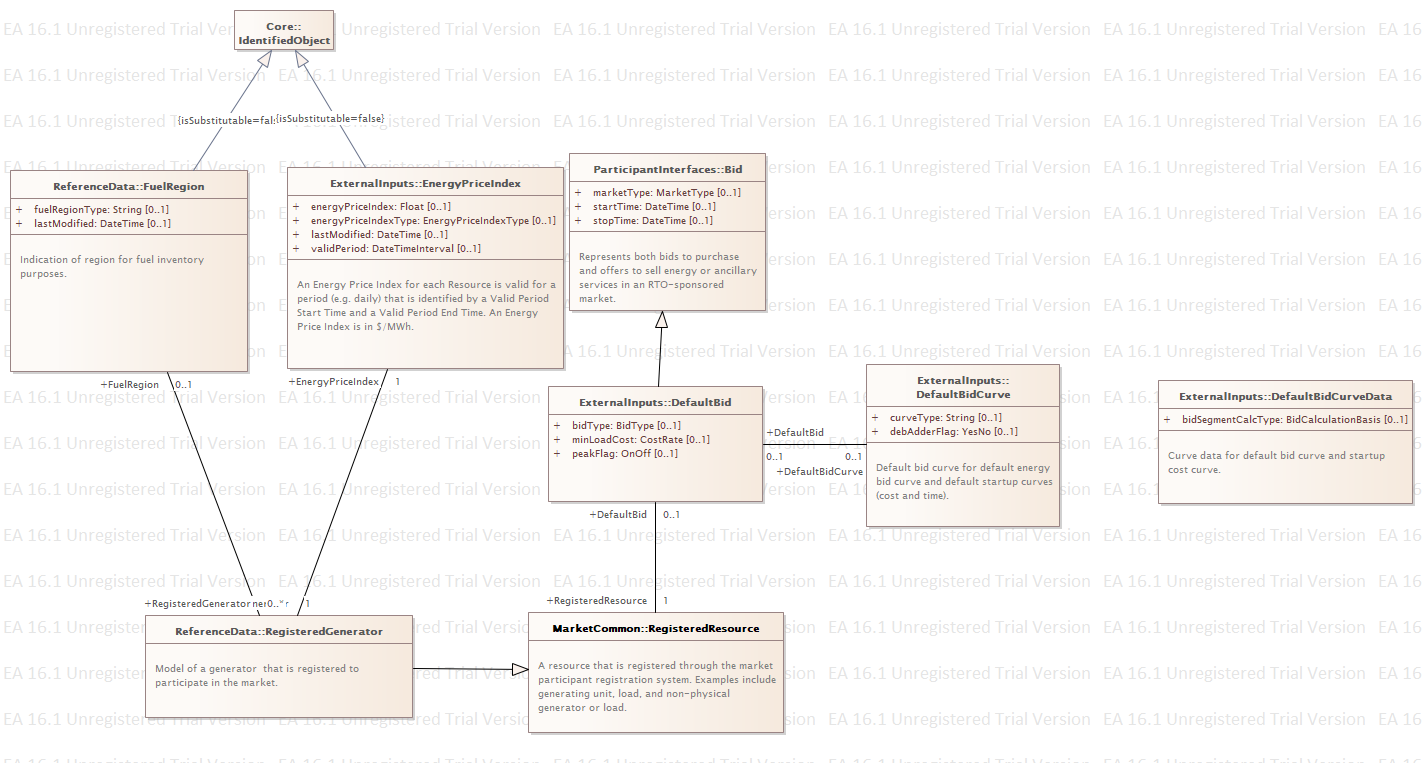 Core::
IdentifiedObject
{isSubstitutable=fal
{isSubstitutable=false}
ReferenceData::FuelRegion
+ fuelRegionType: String [0..1]
+ lastModified: DateTime [0..1]
Indication of region for fuel inventory
purposes.
ExternalInputs::EnergyPriceIndex
+ energyPriceIndex: Float [0..1]
+ energyPriceIndexType: EnergyPriceIndexType [0..1]
+ lastModified: DateTime [0..1]
+ validPeriod: DateTimeInterval [0..1]
An Energy Price Index for each Resource is valid for a
period (e.g. daily) that is identified by a Valid Period
Start Time and a Valid Period End Time. An Energy
Price Index is in $/MWh.
ParticipantInterfaces::Bid
+ marketType: MarketType [0..1]
+ startTime: DateTime [0..1]
+ stopTime: DateTime [0..1]
Represents both bids to purchase
and offers to sell energy or ancillary
services in an RTO-sponsored
market.
+FuelRegion 0..1
+EnergyPriceIndex 1
ExternalInputs::DefaultBid
+ bidType: BidType [0..1]
+ minLoadCost: CostRate [0..1]
+ peakFlag: OnOff [0..1]
+DefaultBid
0..1 0..1
+DefaultBidCurve
ExternalInputs::
DefaultBidCurve
+ curveType: String [0..1]
+ debAdderFlag: YesNo [0..1]
Default bid curve for default energy
bid curve and default startup curves
(cost and time).
ExternalInputs::DefaultBidCurveData
+ bidSegmentCalcType: BidCalculationBasis [0..1]
Curve data for default bid curve and startup
cost curve.
+DefaultBid 0..1
+RegisteredResource 1
+RegisteredGenerator 0..* 1
ReferenceData::RegisteredGenerator
Model of a generator that is registered to
participate in the market.
MarketCommon::RegisteredResource
A resource that is registered through the market
participant registration system. Examples include
generating unit, load, and non-physical
generator or load.
EA 16.1 Unregistered Trial Version